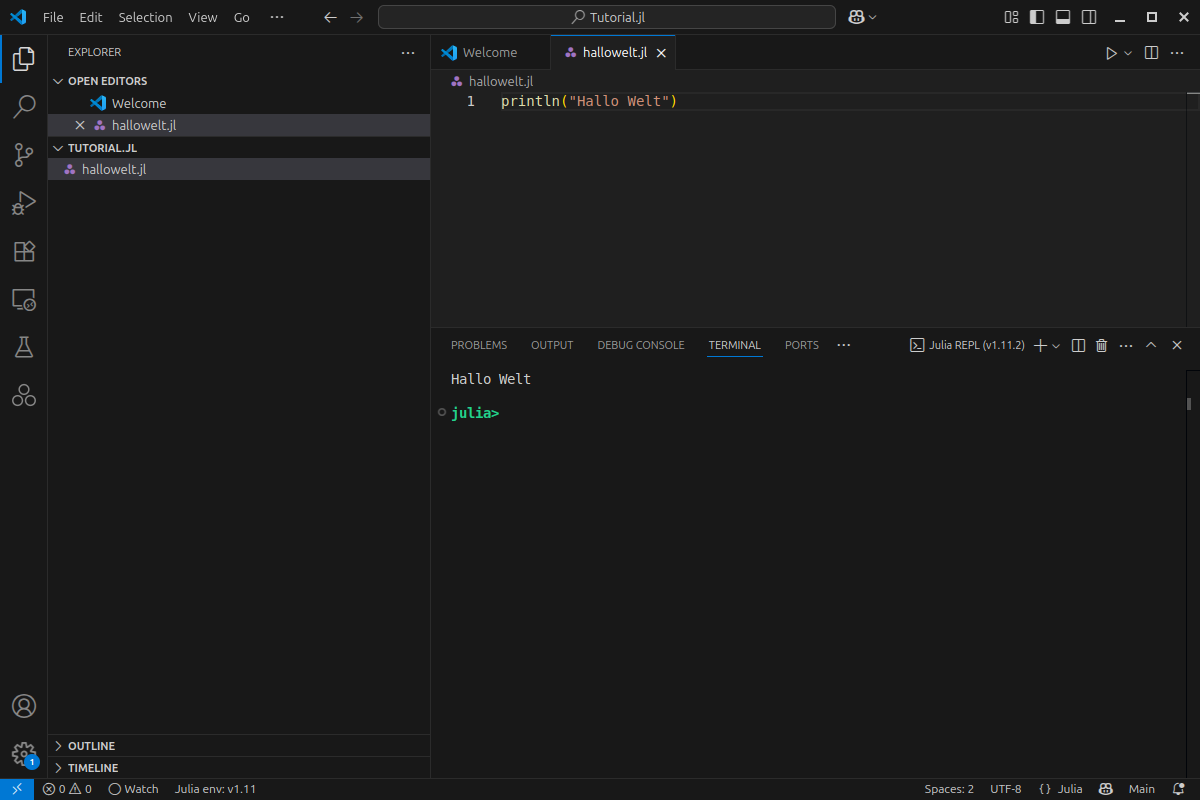 File Edit Selection View Go ··· Tutorial.jl
EXPLORER ···
OPEN EDITORS
Welcome
hallowelt.jl
TUTORIAL.JL
hallowelt.jl
OUTLINE
TIMELINE
Welcome hallowelt.jl
hallowelt.jl
1 println("Hallo Welt")
PROBLEMS OUTPUT DEBUG CONSOLE TERMINAL PORTS ··· Julia REPL (v1.11.2)
Hallo Welt
julia>
1
0 0 Watch Julia env: v1.11 Spaces: 2 UTF-8 {} Julia Main